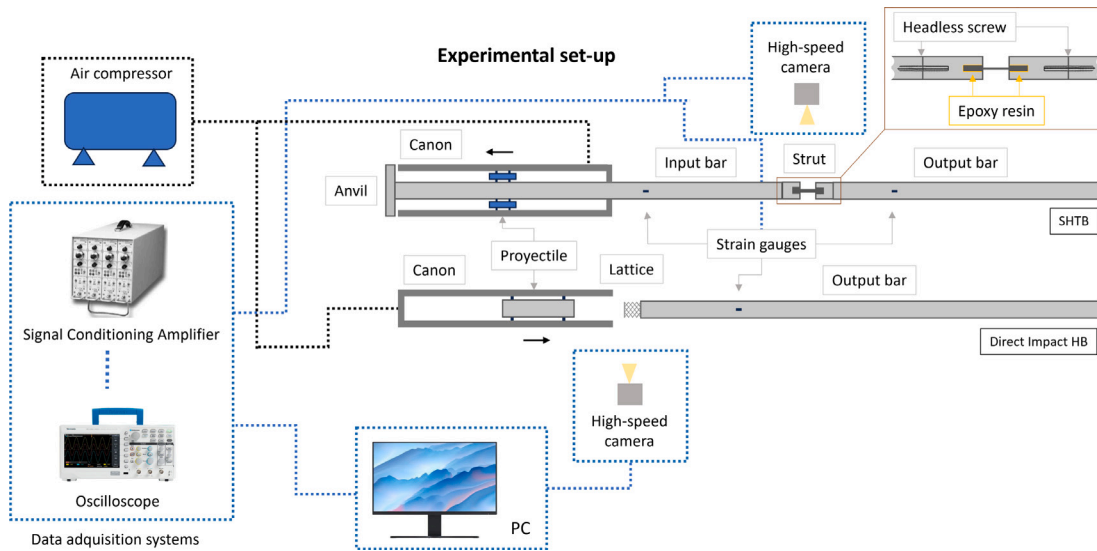 Experimental set-up
Air compressor
High-speed
camera
Headless screw
Epoxy resin
Canon
Input bar
Strut
Output bar
Anvil
SHTB
Strain gauges
Proyectile
Canon
Lattice
Output bar
Direct Impact HB
Signal Conditioning Amplifier
High-speed
camera
Oscilloscope
PC
Data adquisition systems